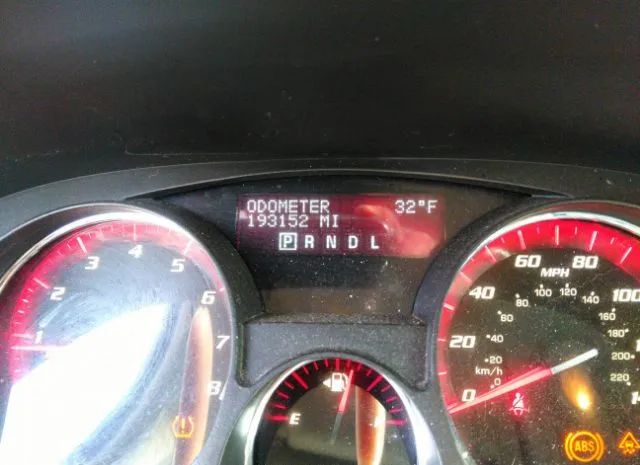 ODOMETER 32°F
193152 MI
P R N D L
1 2 3 4 5 6 7 8
0 20 40 60 80 100
MPH
0 20 40 60 80 100 120 140 160 180 200 220
km/h
E
ABS